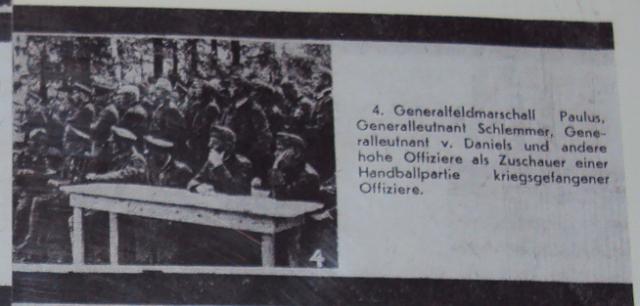 4. Generalfeldmarschall Paulus,
Generalleutnant Schlemmer, Gene-
ralleutnant v. Daniels und andere
hohe Offiziere als Zuschauer einer
Handballpartie kriegsgefangener
Offiziere.
4